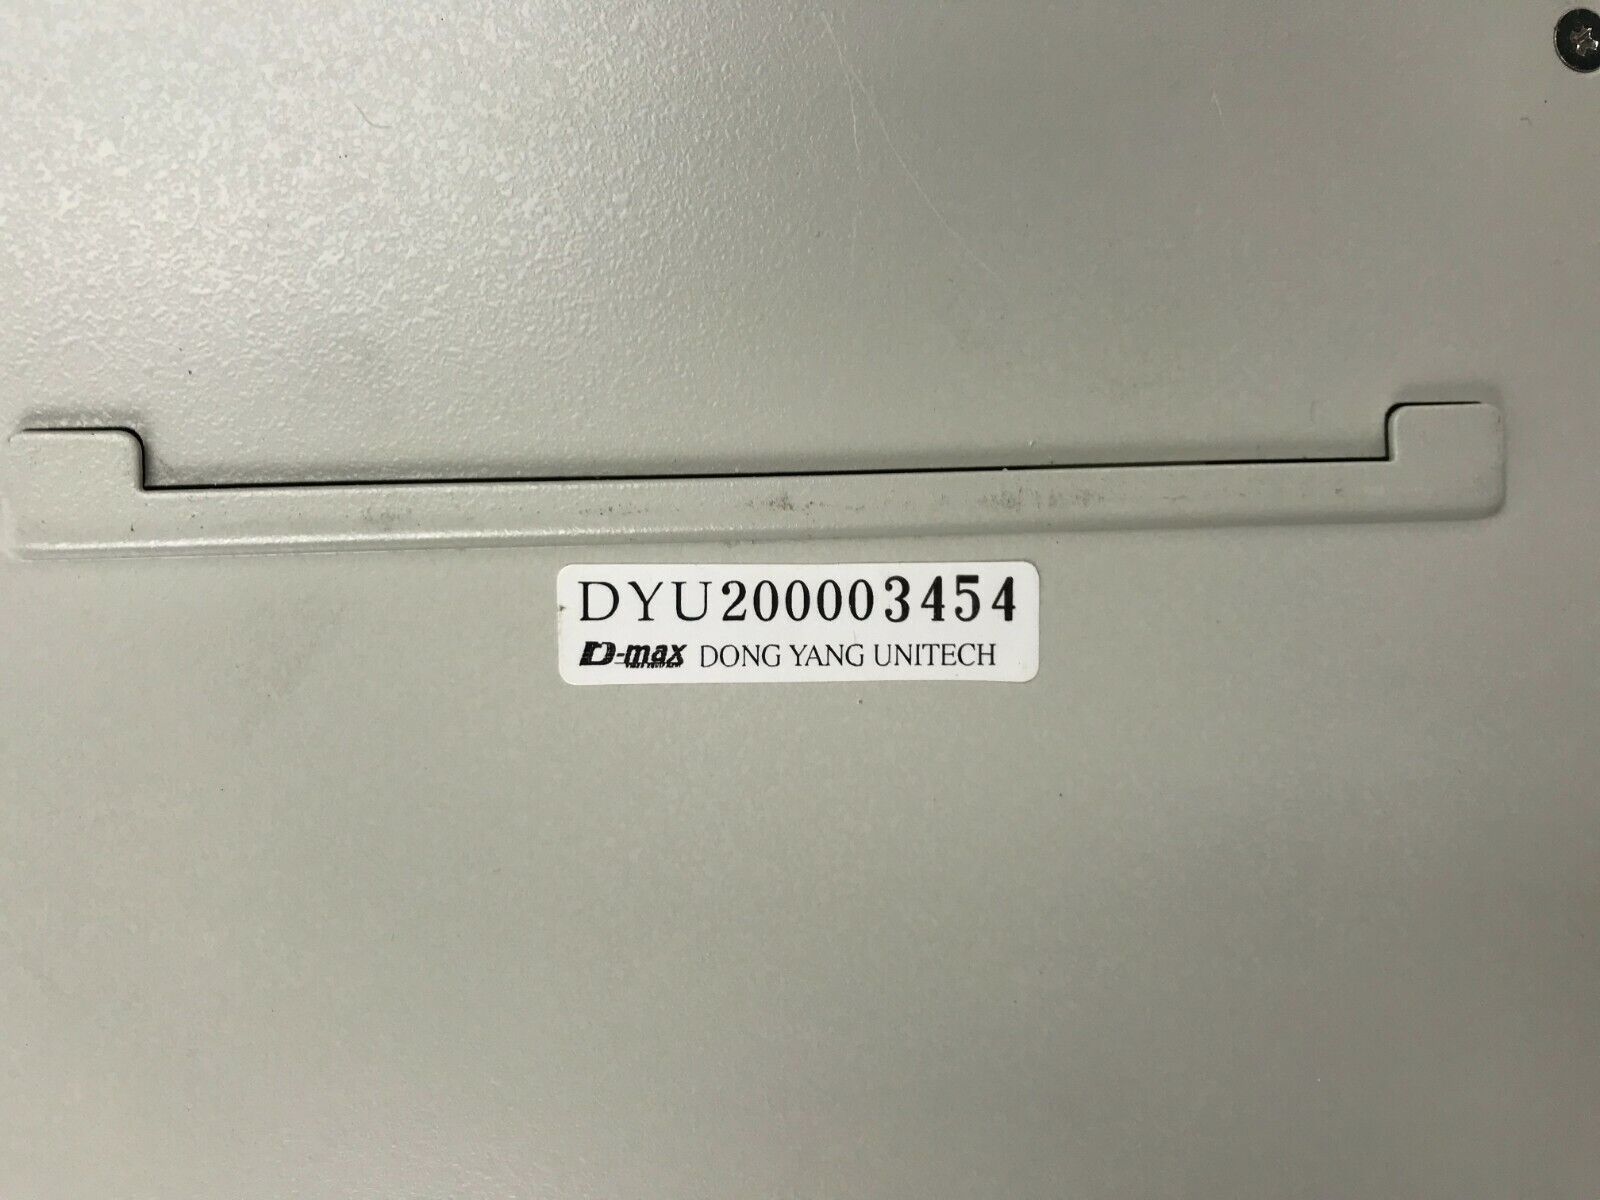 DYU200003454
D-max DONG YANG UNITECH